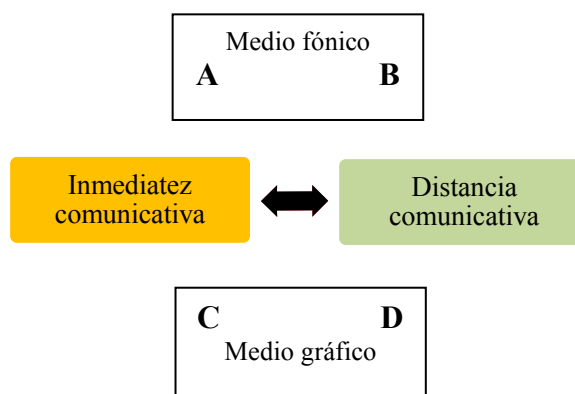 Medio fónico
A B
Inmediatez
comunicativa
Distancia
comunicativa
C D
Medio gráfico